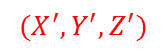 (X′, Y′, Z′)